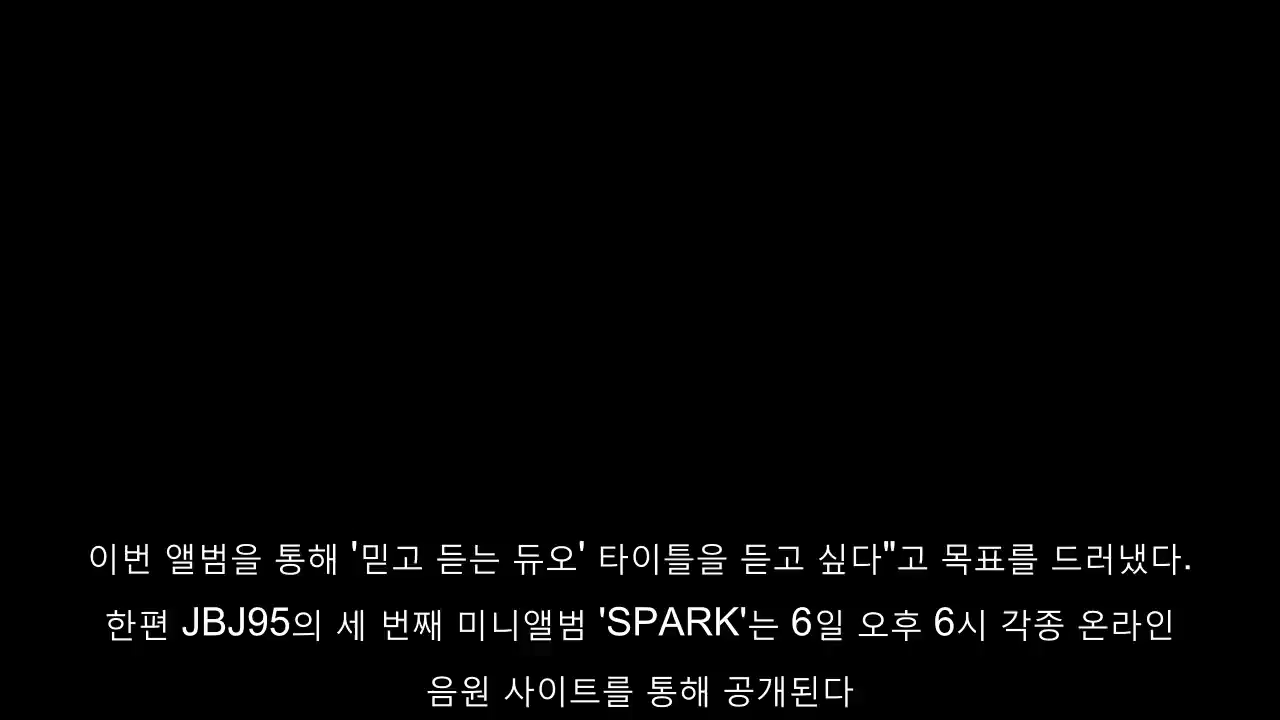 이번 앨범을 통해 '믿고 듣는 듀오' 타이틀을 듣고 싶다"고 목표를 드러냈다.
한편 JBJ95의 세 번째 미니앨범 'SPARK'는 6일 오후 6시 각종 온라인
음원 사이트를 통해 공개된다